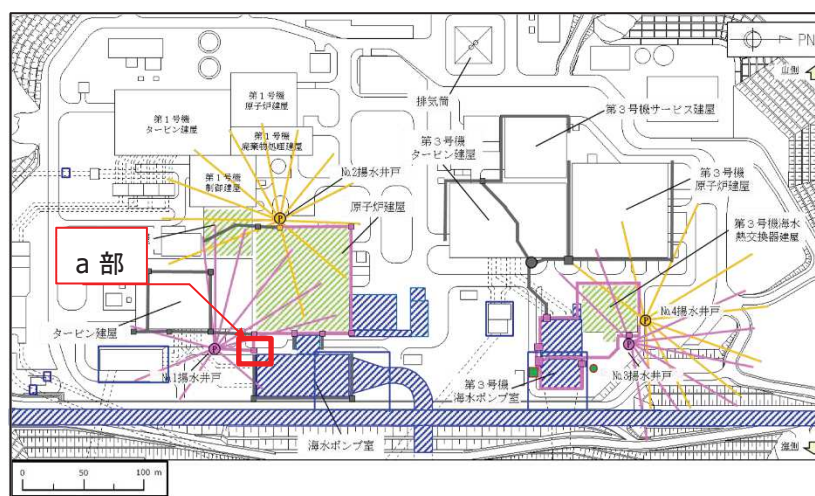 PN
山側
排気筒
第３号機サービス建屋
第１号機
原子炉建屋
第１号機
タービン建屋
第１号機
廃棄物処理建屋
第３号機
タービン建屋
第１号機
制御建屋
№2揚水井戸
第３号機
原子炉建屋
原子炉建屋
第３号機海水
熱交換器建屋
a 部
タービン建屋
№4揚水井戸
P
P
P
P
№1揚水井戸
第３号機
海水ポンプ室
№3揚水井戸
海水ポンプ室
海側
0 50 100 m